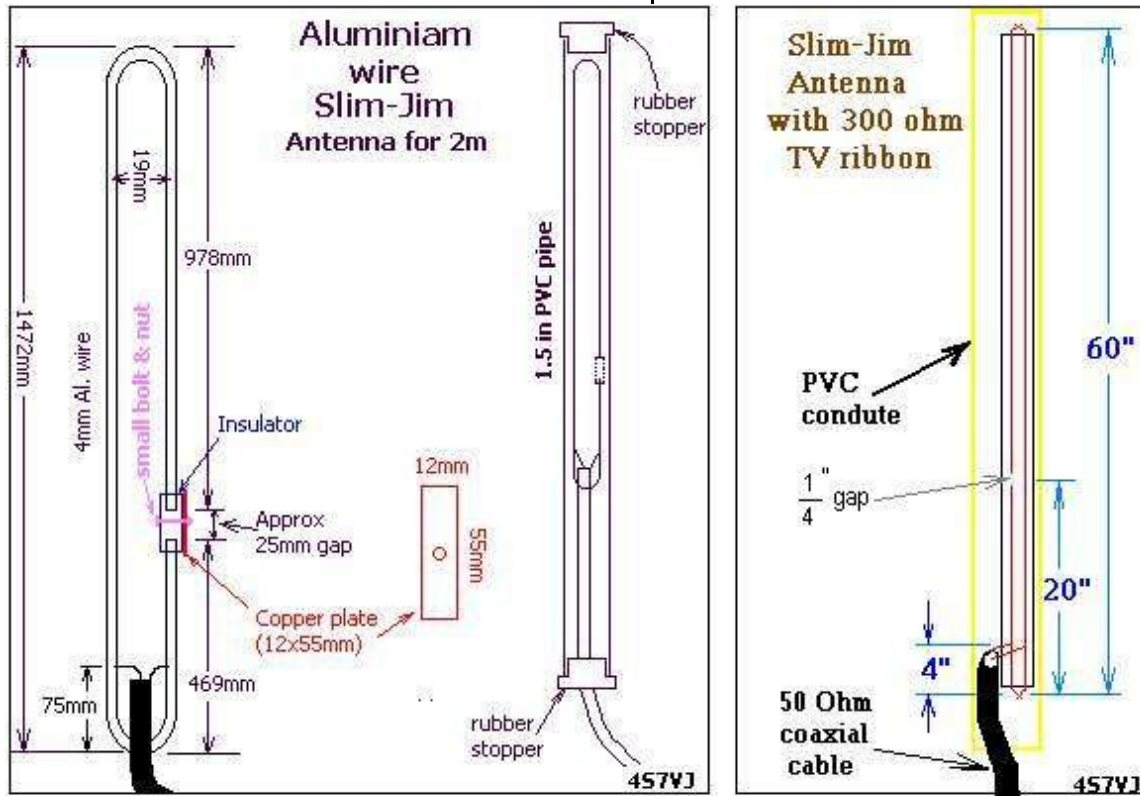 Aluminiam
wire
Slim-Jim
Antenna for 2m
19mm
978mm
1472mm
4mm Al. wire
small bolt & nut
Insulator
Approx
25mm gap
12mm
55mm
Copper plate
(12x55mm)
469mm
75mm
rubber
stopper
1.5 in PVC pipe
rubber
stopper
4S7VJ
Slim-Jim
Antenna
with 300 ohm
TV ribbon
60"
PVC
condute
1/4" gap
20"
4"
50 Ohm
coaxial
cable
4S7VJ